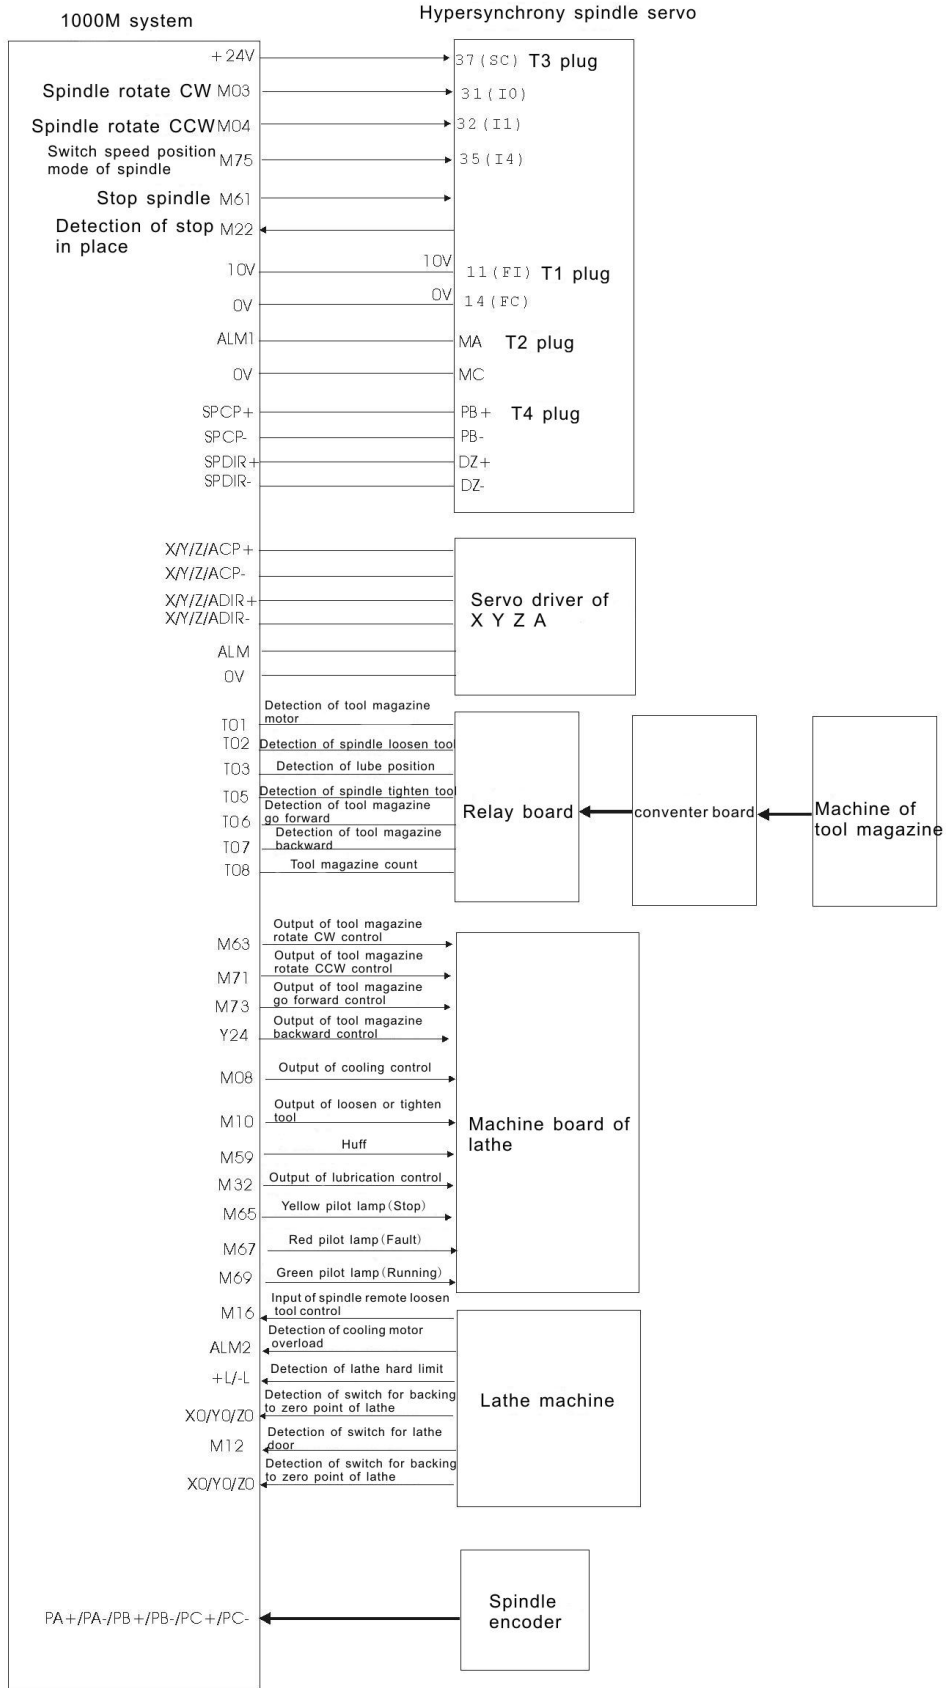 1000M system
Hypersynchrony spindle servo
+24V
37(SC) T3 plug
Spindle rotate CW M03
31(I0)
Spindle rotate CCW M04
32(I1)
Switch speed position
mode of spindle
M75
35(I4)
Stop spindle M61
Detection of stop
in place
M22
10V
10V
11(FI) T1 plug
0V
0V
14(FC)
ALM1
MA T2 plug
0V
MC
SPCP+
PB+ T4 plug
SPCP-
PB-
SPDIR+
DZ+
SPDIR-
DZ-
X/Y/Z/ACP+
X/Y/Z/ACP-
X/Y/Z/ADIR+
X/Y/Z/ADIR-
ALM
0V
Servo driver of
X Y Z A
T01
Detection of tool magazine
motor
T02
Detection of spindle loosen tool
T03
Detection of lube position
T05
Detection of spindle tighten tool
T06
Detection of tool magazine
go forward
T07
Detection of tool magazine
backward
T08
Tool magazine count
Relay board
conventer board
Machine of
tool magazine
M63
Output of tool magazine
rotate CW control
M71
Output of tool magazine
rotate CCW control
M73
Output of tool magazine
go forward control
Y24
Output of tool magazine
backward control
M08
Output of cooling control
M10
Output of loosen or tighten
tool
M59
Huff
M32
Output of lubrication control
M65
Yellow pilot lamp(Stop)
M67
Red pilot lamp(Fault)
M69
Green pilot lamp(Running)
Machine board of
lathe
M16
Input of spindle remote loosen
tool control
ALM2
Detection of cooling motor
overload
+L/-L
Detection of lathe hard limit
X0/Y0/Z0
Detection of switch for backing
to zero point of lathe
M12
Detection of switch for lathe
door
X0/Y0/Z0
Detection of switch for backing
to zero point of lathe
Lathe machine
PA+/PA-/PB+/PB-/PC+/PC-
Spindle
encoder